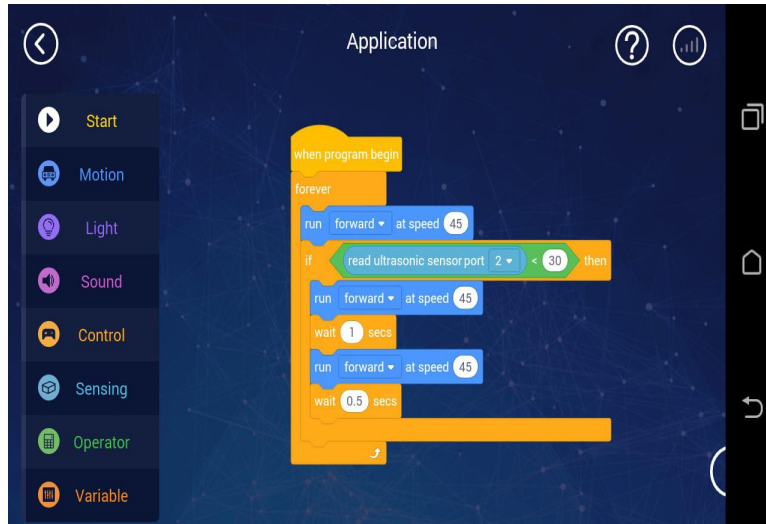 Application
?
Start
Motion
Light
Sound
Control
Sensing
Operator
Variable
when program begin
forever
run forward at speed 45
if read ultrasonic sensor port 2 < 30 then
run forward at speed 45
wait 1 secs
run forward at speed 45
wait 0.5 secs